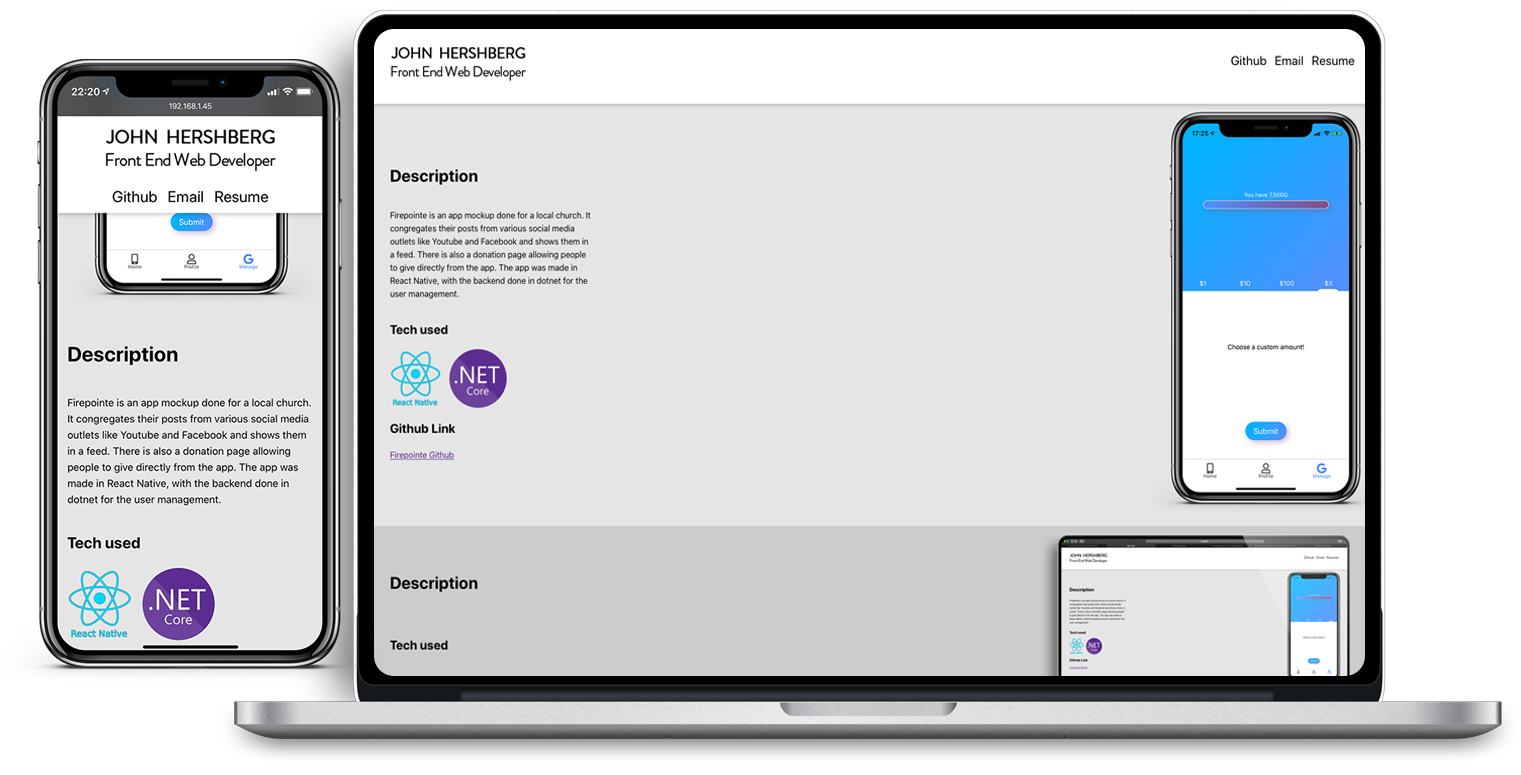 22:20
192.168.1.45
JOHN HERSHBERG
Front End Web Developer
Github Email Resume
Submit
Home Profile Manage
Description
Firepointe is an app mockup done for a local church.
It congregates their posts from various social media
outlets like Youtube and Facebook and shows them
in a feed. There is also a donation page allowing
people to give directly from the app. The app was
made in React Native, with the backend done in
dotnet for the user management.
Tech used
React Native
.NET
Core
JOHN HERSHBERG
Front End Web Developer
Github Email Resume
Description
Firepointe is an app mockup done for a local church. It
congregates their posts from various social media
outlets like Youtube and Facebook and shows them in
a feed. There is also a donation page allowing people
to give directly from the app. The app was made in
React Native, with the backend done in dotnet for the
user management.
Tech used
React Native
.NET
Core
Github Link
Firepointe Github
17:25
You have 7,500G
$1 $10 $100 $X
Choose a custom amount!
Submit
Home Profile Manage
Description
Tech used
JOHN HERSHBERG
Front End Web Developer
Github Email Resume
Description
Tech used
Github Link